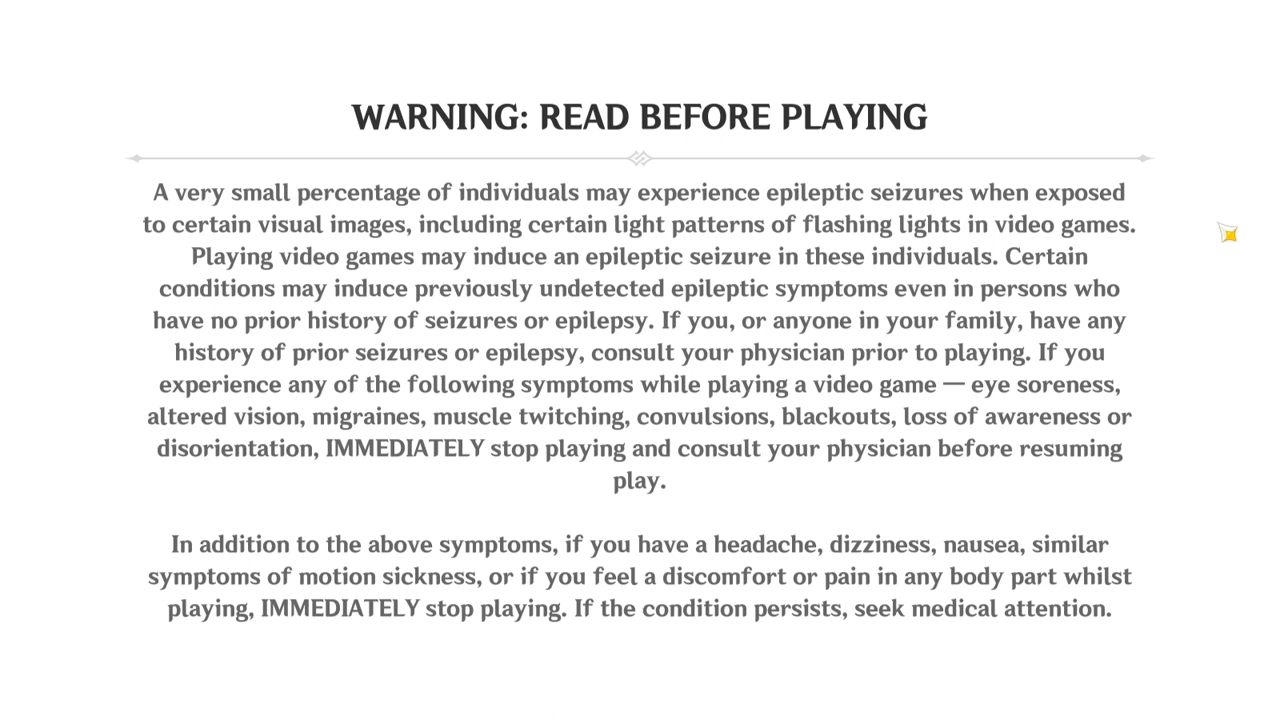 WARNING: READ BEFORE PLAYING
A very small percentage of individuals may experience epileptic seizures when exposed
to certain visual images, including certain light patterns of flashing lights in video games.
Playing video games may induce an epileptic seizure in these individuals. Certain
conditions may induce previously undetected epileptic symptoms even in persons who
have no prior history of seizures or epilepsy. If you, or anyone in your family, have any
history of prior seizures or epilepsy, consult your physician prior to playing. If you
experience any of the following symptoms while playing a video game — eye soreness,
altered vision, migraines, muscle twitching, convulsions, blackouts, loss of awareness or
disorientation, IMMEDIATELY stop playing and consult your physician before resuming
play.
In addition to the above symptoms, if you have a headache, dizziness, nausea, similar
symptoms of motion sickness, or if you feel a discomfort or pain in any body part whilst
playing, IMMEDIATELY stop playing. If the condition persists, seek medical attention.